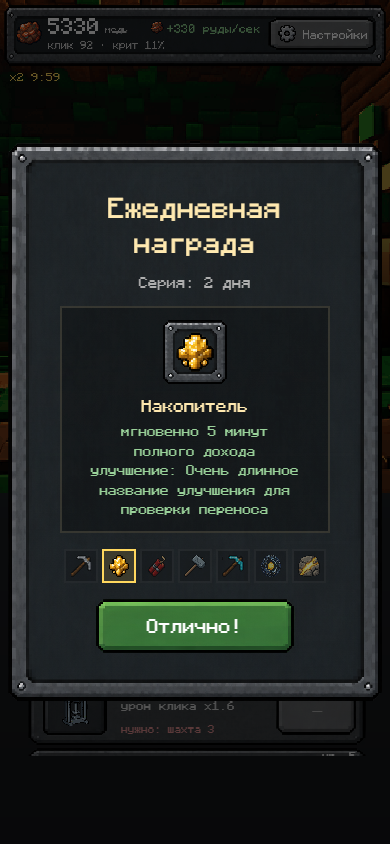 5330 медь
+330 руды/сек
Настройки
клик 92 · крит 11%
x2 9:59
Ежедневная
награда
Серия: 2 дня
Накопитель
мгновенно 5 минут
полного дохода
улучшение: Очень длинное
название улучшения для
проверки переноса
Отлично!
урон клика x1.6
нужно: шахта 3